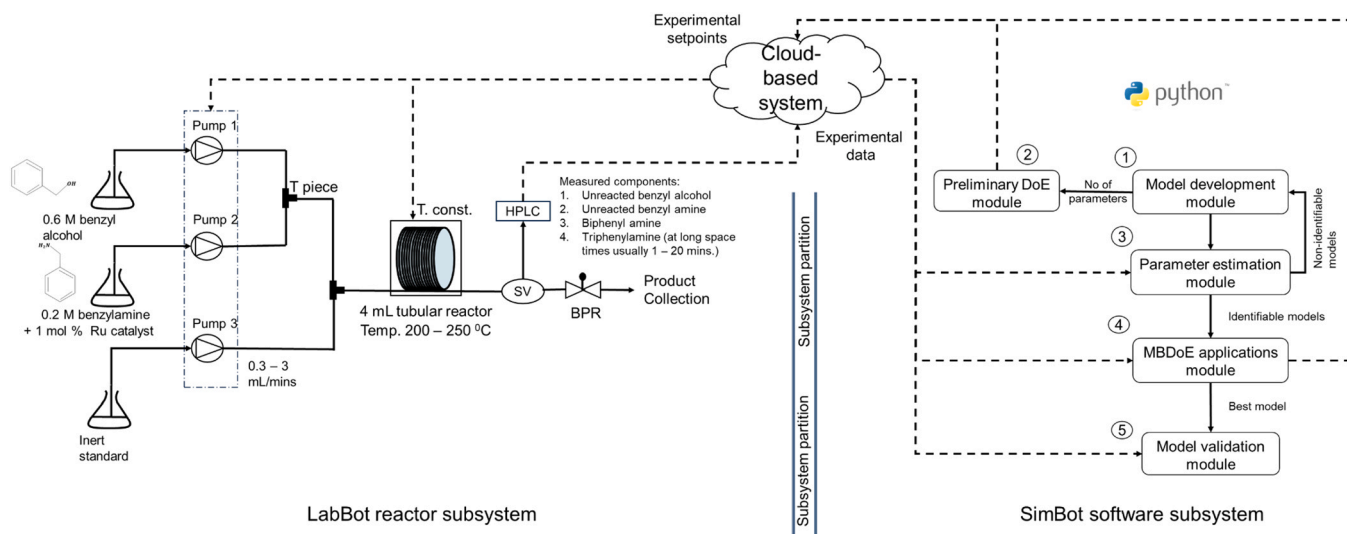 Experimental
setpoints
Cloud-
based
system
Experimental
data
python™
Pump 1
OH
0.6 M benzyl
alcohol
T piece
Pump 2
H₂N
0.2 M benzylamine
+ 1 mol % Ru catalyst
Pump 3
0.3 – 3
mL/mins
Inert
standard
T. const.
4 mL tubular reactor
Temp. 200 – 250 ⁰C
HPLC
Measured components:
1. Unreacted benzyl alcohol
2. Unreacted benzyl amine
3. Biphenyl amine
4. Triphenylamine (at long space
times usually 1 – 20 mins.)
SV
BPR
Product
Collection
LabBot reactor subsystem
Subsystem partition
Subsystem partition
2
Preliminary DoE
module
No of
parameters
1
Model development
module
Non-identifiable
models
3
Parameter estimation
module
Identifiable models
4
MBDoE applications
module
Best model
5
Model validation
module
SimBot software subsystem